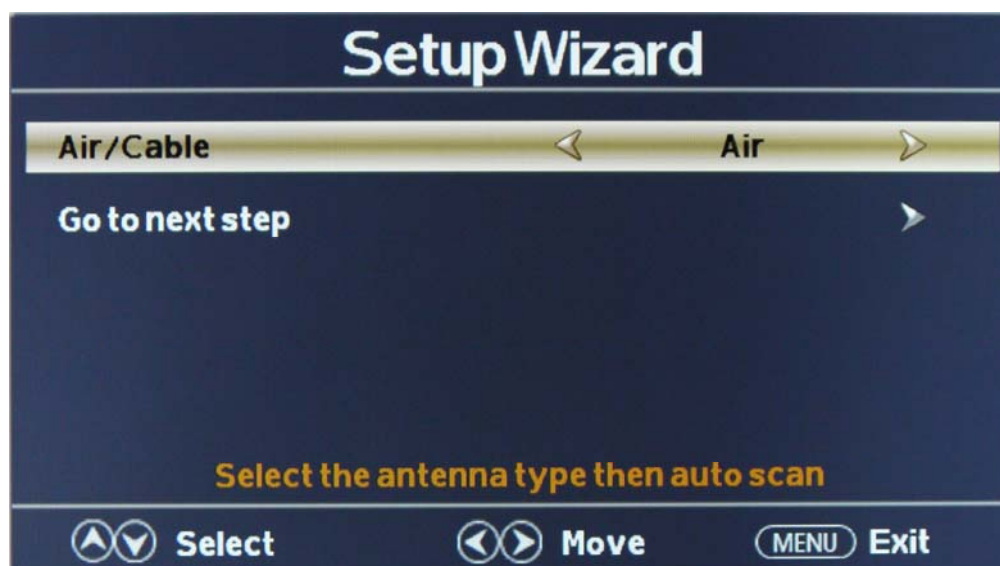 Setup Wizard
Air/Cable Air
Go to next step
Select the antenna type then auto scan
Select Move MENU Exit